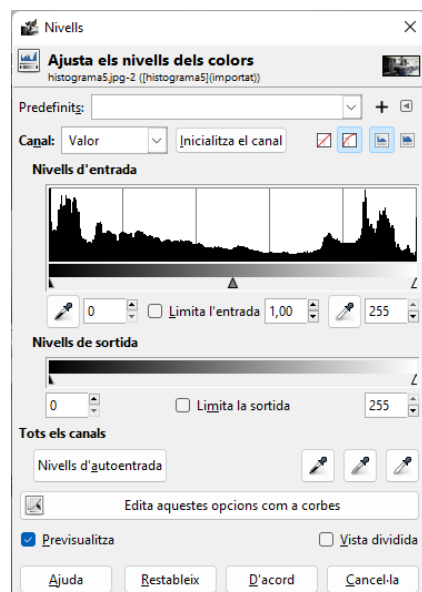 Nivells
Ajusta els nivells dels colors
histograma5.jpg-2 ([histograma5](importat))
Predefinits:
Canal: Valor Inicialitza el canal
Nivells d'entrada
0 Limita l'entrada 1,00 255
Nivells de sortida
0 Limita la sortida 255
Tots els canals
Nivells d'autoentrada
Edita aquestes opcions com a corbes
Previsualitza Vista dividida
Ajuda Restableix D'acord Cancel·la